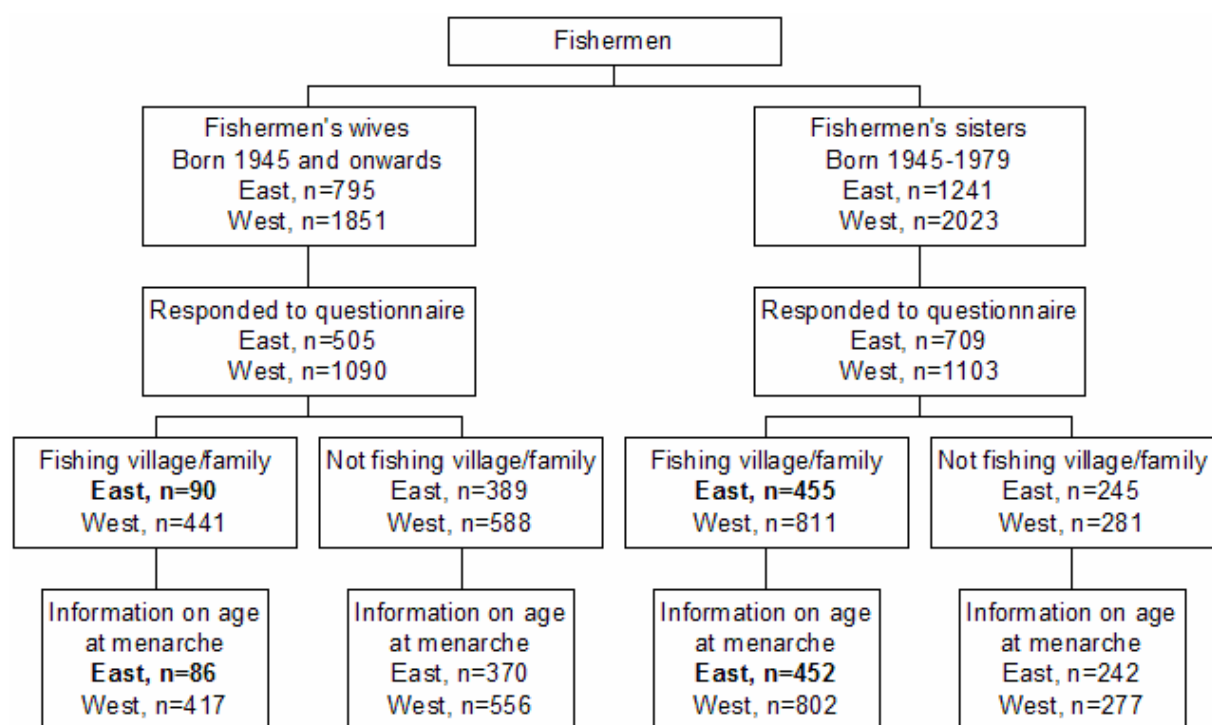 Fishermen
Fishermen's wives
Born 1945 and onwards
East, n=795
West, n=1851
Fishermen's sisters
Born 1945-1979
East, n=1241
West, n=2023
Responded to questionnaire
East, n=505
West, n=1090
Responded to questionnaire
East, n=709
West, n=1103
Fishing village/family
East, n=90
West, n=441
Not fishing village/family
East, n=389
West, n=588
Fishing village/family
East, n=455
West, n=811
Not fishing village/family
East, n=245
West, n=281
Information on age
at menarche
East, n=86
West, n=417
Information on age
at menarche
East, n=370
West, n=556
Information on age
at menarche
East, n=452
West, n=802
Information on age
at menarche
East, n=242
West, n=277